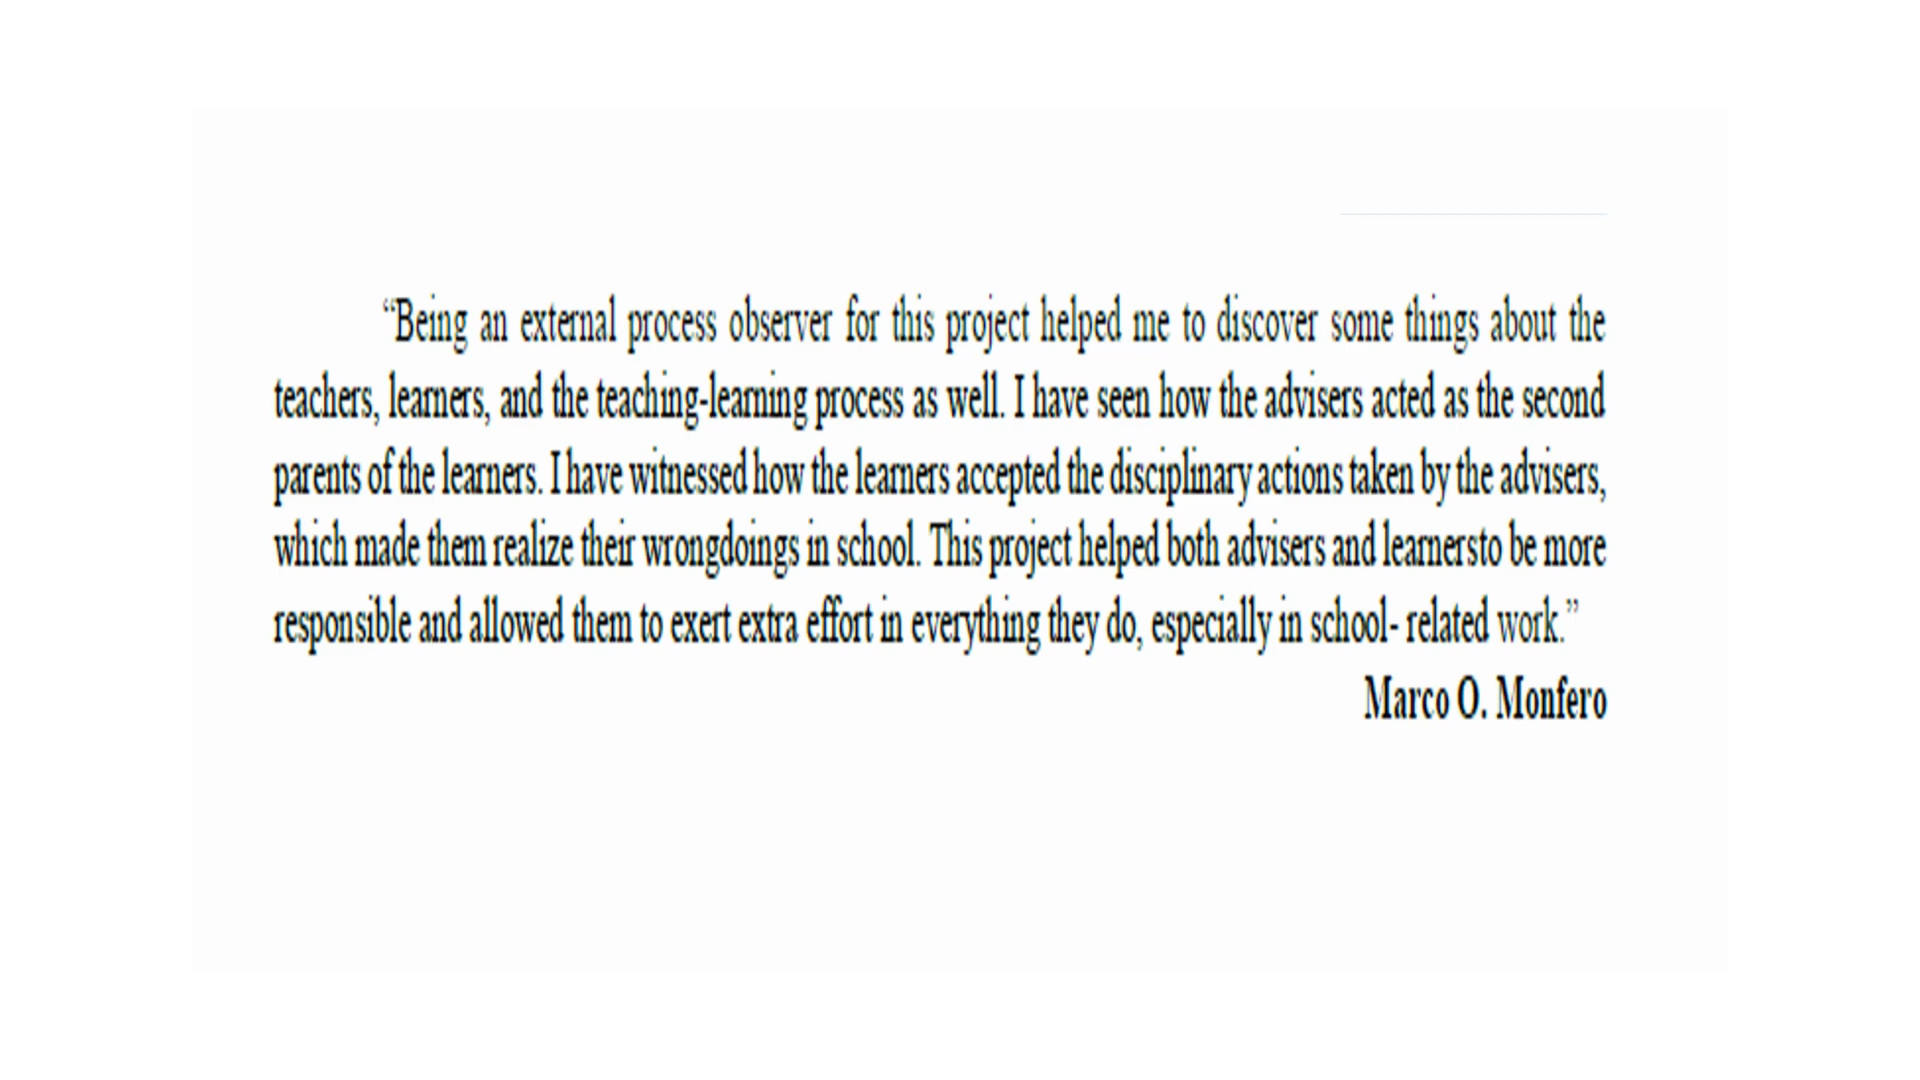 “Being an external process observer for this project helped me to discover some things about the
teachers, learners, and the teaching-learning process as well. I have seen how the advisers acted as the second
parents of the learners. I have witnessed how the learners accepted the disciplinary actions taken by the advisers,
which made them realize their wrongdoings in school. This project helped both advisers and learnersto be more
responsible and allowed them to exert extra effort in everything they do, especially in school- related work.”
Marco O. Monfero